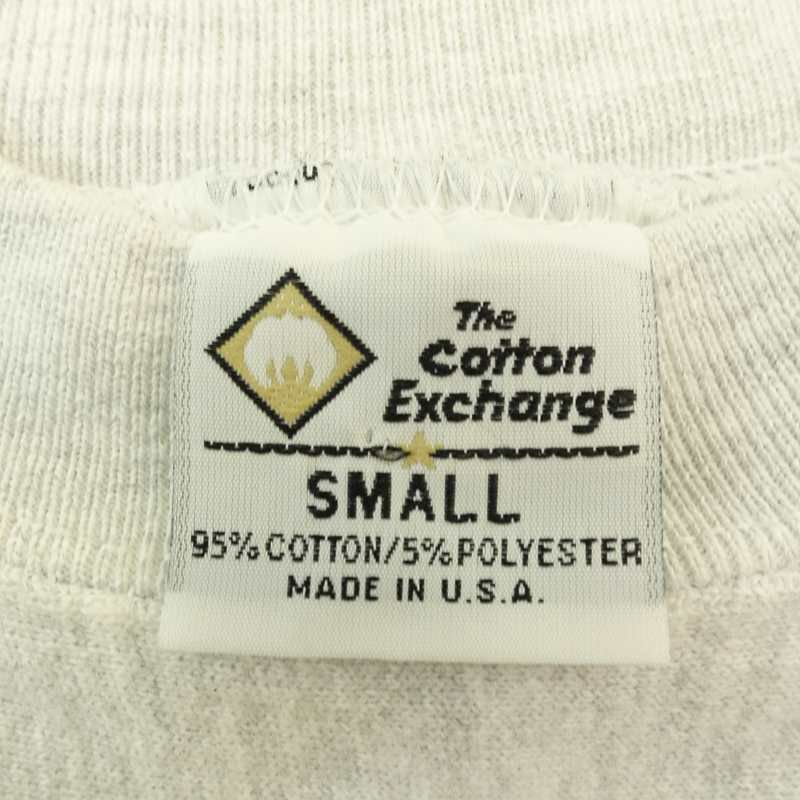 The
Cotton
Exchange
SMALL
95% COTTON/5% POLYESTER
MADE IN U.S.A.